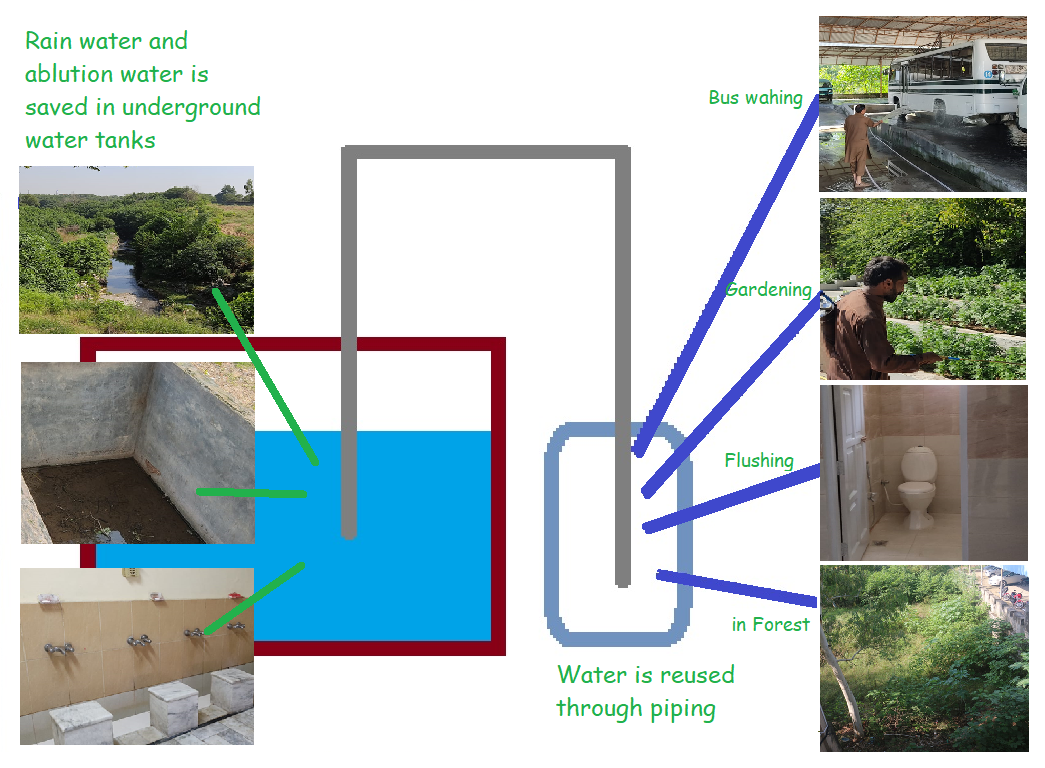 Rain water and
ablution water is
saved in underground
water tanks
Bus wahing
Gardening
Flushing
in Forest
Water is reused
through piping